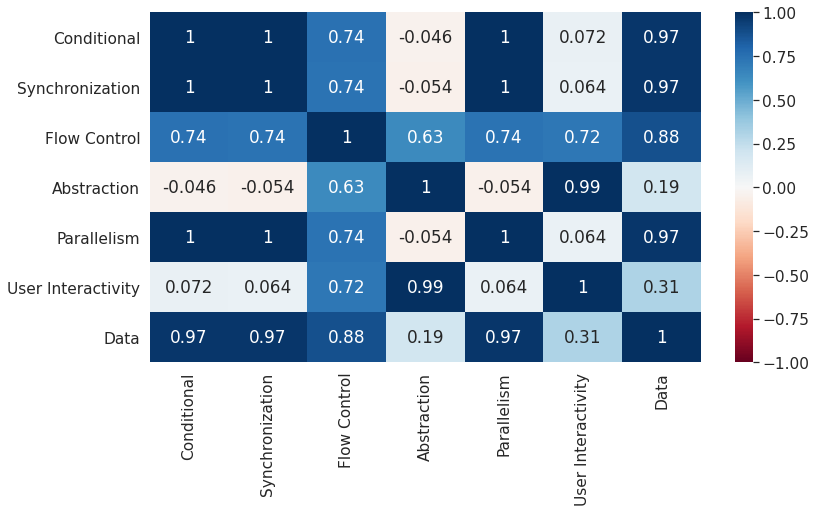 Conditional 1 1 0.74 -0.046 1 0.072 0.97
Synchronization 1 1 0.74 -0.054 1 0.064 0.97
Flow Control 0.74 0.74 1 0.63 0.74 0.72 0.88
Abstraction -0.046 -0.054 0.63 1 -0.054 0.99 0.19
Parallelism 1 1 0.74 -0.054 1 0.064 0.97
User Interactivity 0.072 0.064 0.72 0.99 0.064 1 0.31
Data 0.97 0.97 0.88 0.19 0.97 0.31 1
Conditional
Synchronization
Flow Control
Abstraction
Parallelism
User Interactivity
Data
1.00
0.75
0.50
0.25
0.00
−0.25
−0.50
−0.75
−1.00